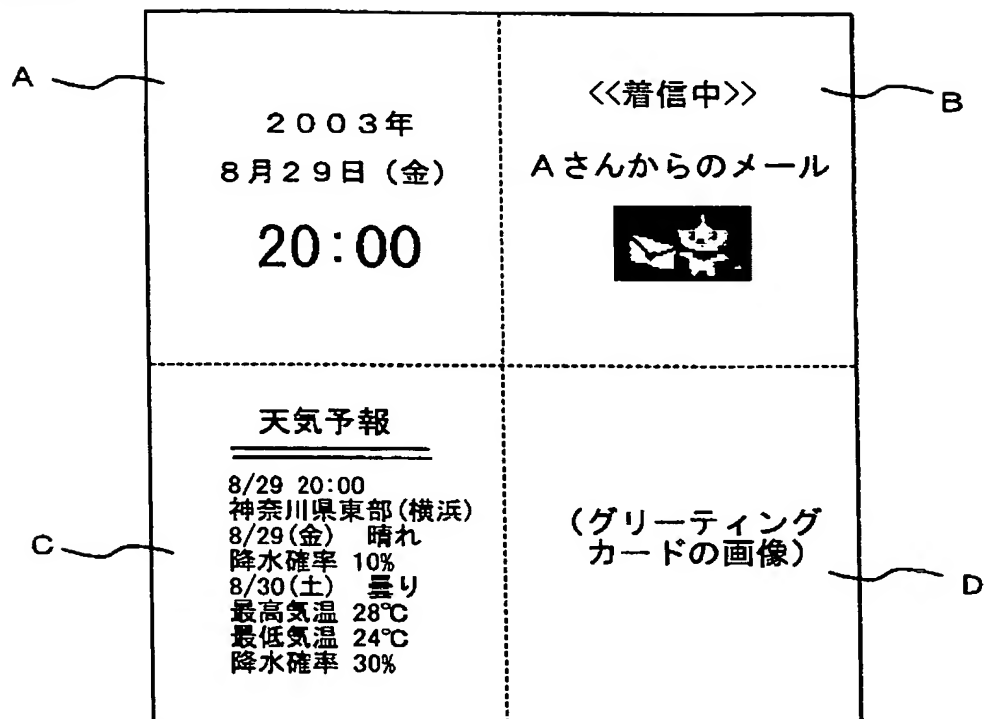 A
２００３年
８月２９日（金）
20:00
B
<<着信中>>
Aさんからのメール
C
天気予報
8/29 20:00
神奈川県東部(横浜)
8/29(金)　晴れ
降水確率 10%
8/30(土)　曇り
最高気温 28℃
最低気温 24℃
降水確率 30%
D
(グリーティング
カードの画像)